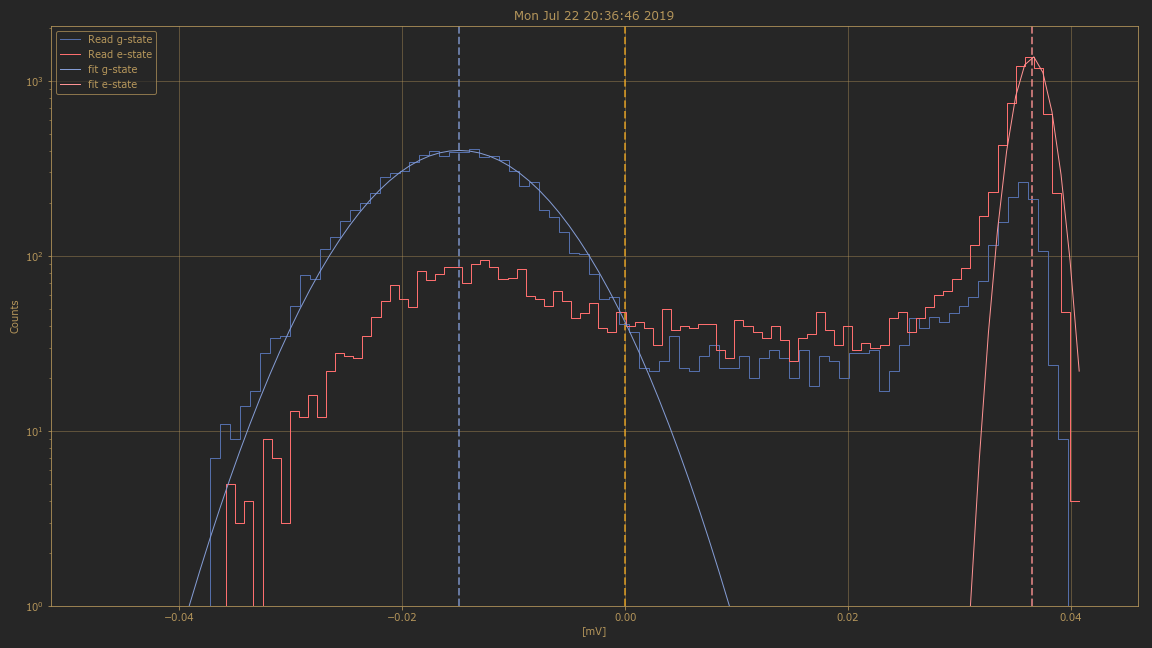 Mon Jul 22 20:36:46 2019
Read g-state
Read e-state
fit g-state
fit e-state
10³
10²
10¹
10⁰
Counts
−0.04 −0.02 0.00 0.02 0.04
[mV]